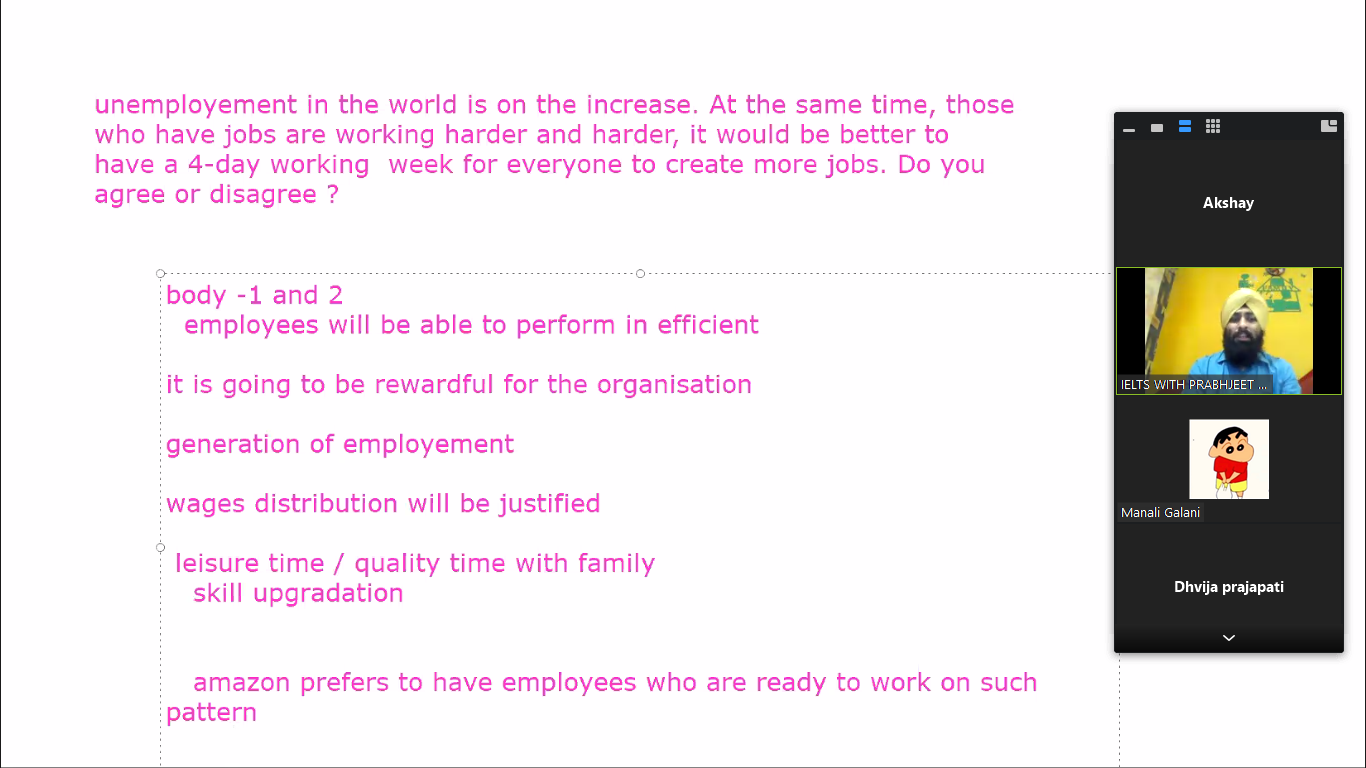 unemployement in the world is on the increase. At the same time, those
who have jobs are working harder and harder, it would be better to
have a 4-day working  week for everyone to create more jobs. Do you
agree or disagree ?
body -1 and 2
employees will be able to perform in efficient
it is going to be rewardful for the organisation
generation of employement
wages distribution will be justified
leisure time / quality time with family
skill upgradation
amazon prefers to have employees who are ready to work on such
pattern
Akshay
IELTS WITH PRABHJEET ...
Manali Galani
Dhvija prajapati